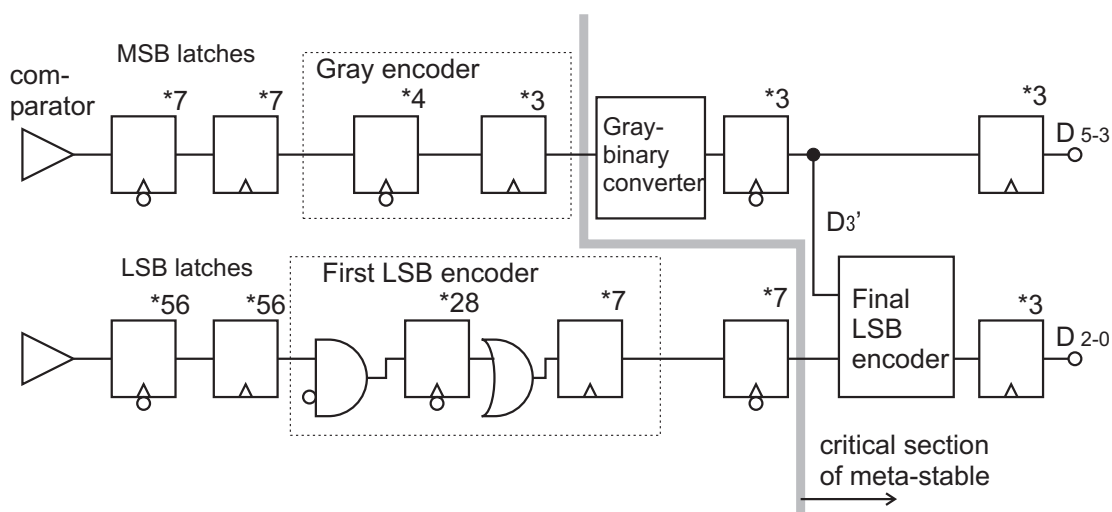 MSB latches
com-
parator
*7
*7
Gray encoder
*4
*3
Gray-
binary
converter
*3
*3
D 5-3
D3’
LSB latches
*56
*56
First LSB encoder
*28
*7
*7
Final
LSB
encoder
*3
D 2-0
critical section
of meta-stable